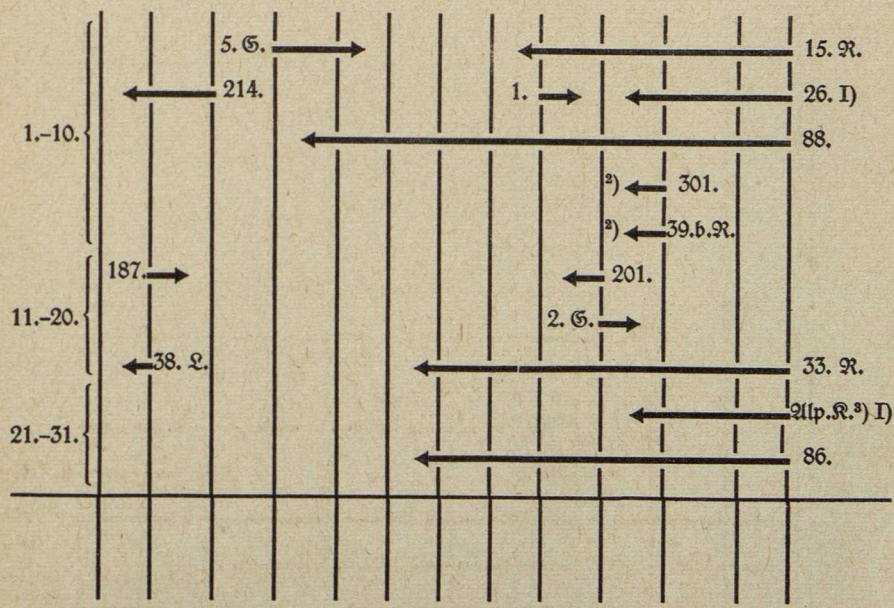 5. G. 15. R.
214. 1. 26. I)
1.–10. 88.
²) 301.
²) 39.b.R.
187. 201.
11.–20. 2. G.
38. L. 33. R.
Alp.K.³) I)
21.–31. 86.